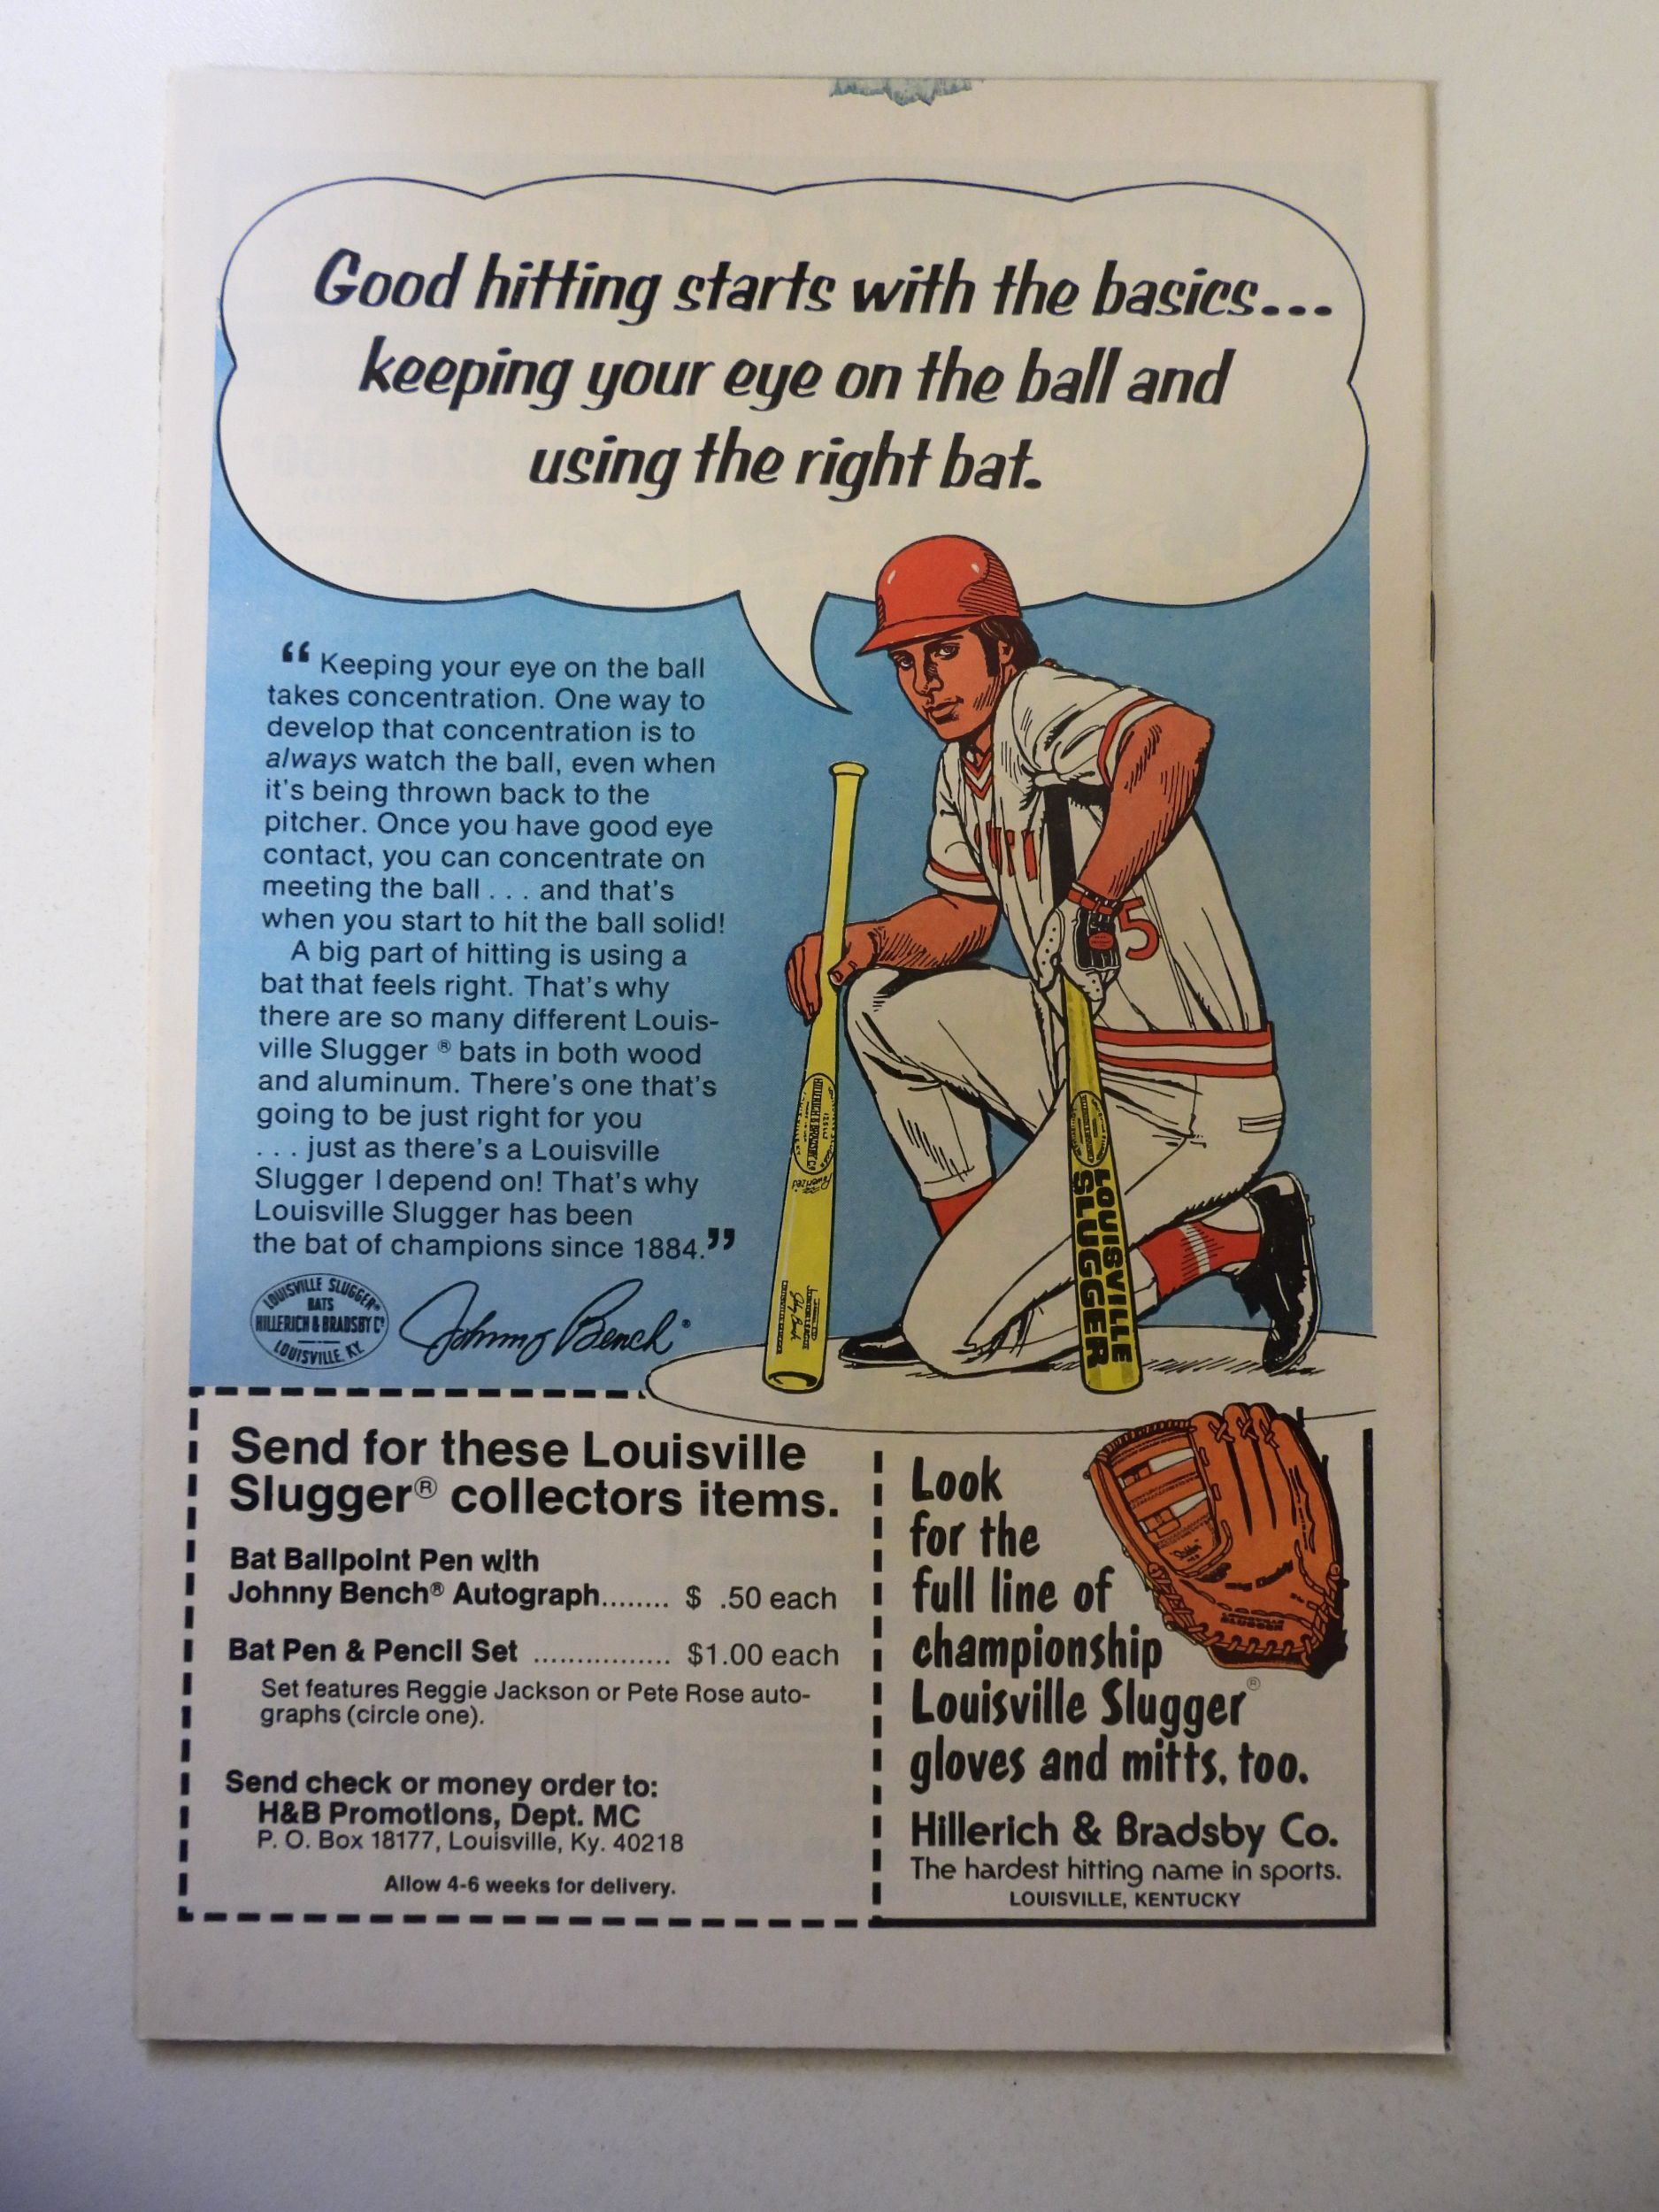 Good hitting starts with the basics...
keeping your eye on the ball and
using the right bat.
“ Keeping your eye on the ball
takes concentration. One way to
develop that concentration is to
always watch the ball, even when
it's being thrown back to the
pitcher. Once you have good eye
contact, you can concentrate on
meeting the ball . . . and that's
when you start to hit the ball solid!
A big part of hitting is using a
bat that feels right. That's why
there are so many different Louis-
ville Slugger ® bats in both wood
and aluminum. There's one that's
going to be just right for you
. . . just as there's a Louisville
Slugger I depend on! That's why
Louisville Slugger has been
the bat of champions since 1884.”
LOUISVILLE SLUGGER®
BATS
HILLERICH & BRADSBY Cº
LOUISVILLE, KY.
Johnny Bench®
5
HILLERICH & BRADSBY Cº
Powerized
Johnny Bench
LOUISVILLE
SLUGGER
Send for these Louisville
Slugger® collectors items.
Bat Ballpoint Pen with
Johnny Bench® Autograph........ $ .50 each
Bat Pen & Pencil Set ................ $1.00 each
Set features Reggie Jackson or Pete Rose auto-
graphs (circle one).
Send check or money order to:
H&B Promotions, Dept. MC
P. O. Box 18177, Louisville, Ky. 40218
Allow 4-6 weeks for delivery.
Look
for the
full line of
championship
Louisville Slugger®
gloves and mitts, too.
LOUISVILLE
SLUGGER
Hillerich & Bradsby Co.
The hardest hitting name in sports.
LOUISVILLE, KENTUCKY